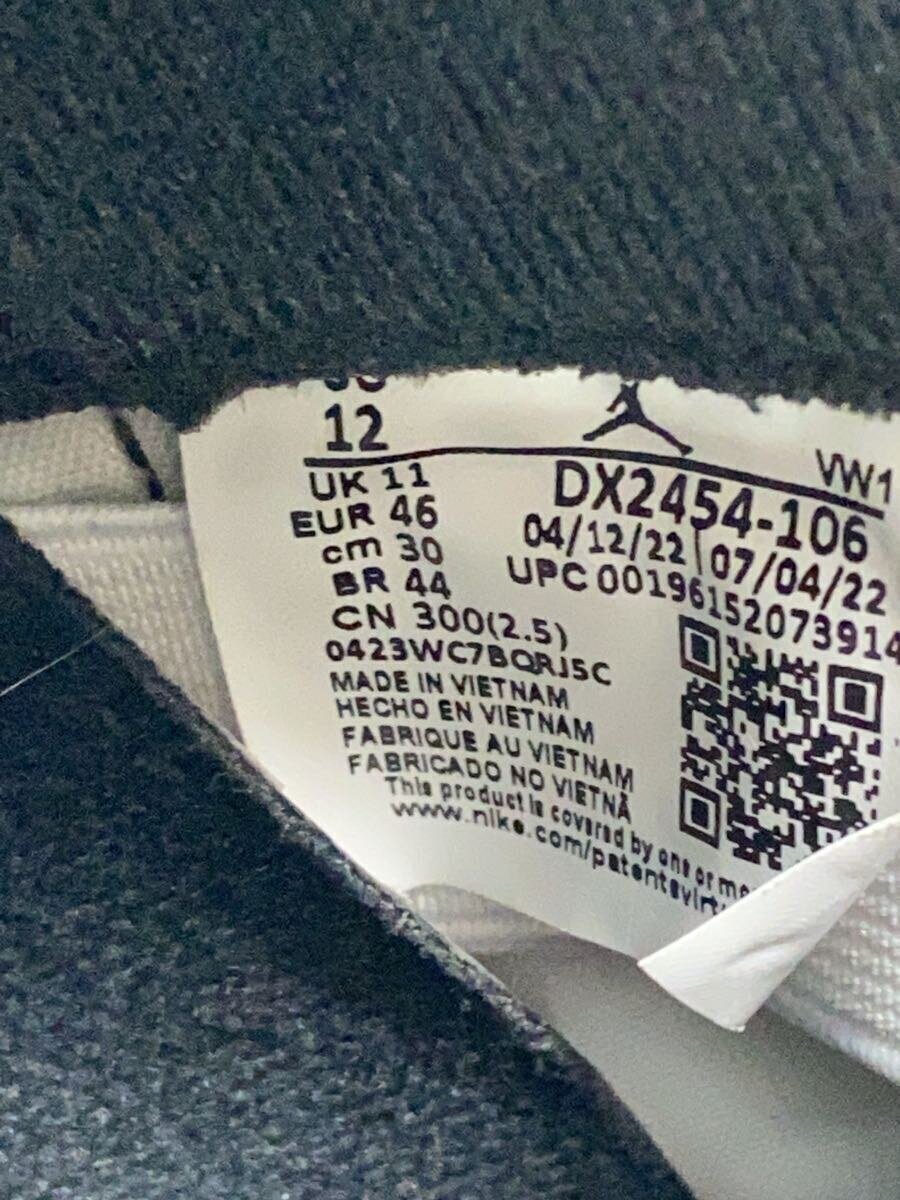 12
VW1
UK 11
EUR 46
cm 30
BR 44
CN 300(2.5)
0423WC7BQRJ5C
MADE IN VIETNAM
HECHO EN VIETNAM
FABRIQUE AU VIETNAM
FABRICADO NO VIETNÃ
This product is covered by one or
www.nike.com/patentsvirt
DX2454-106
04/12/22 | 07/04/22
UPC 00196152073914